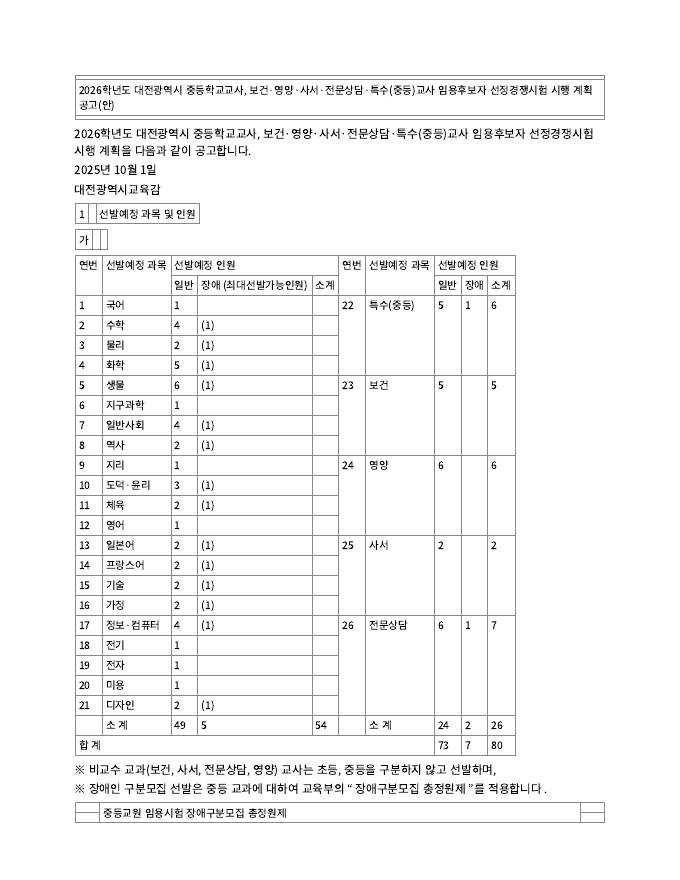 2026학년도 대전광역시 중등학교교사, 보건·영양·사서·전문상담·특수(중등)교사 임용후보자 선정경쟁시험 시행 계획
공고(안)
2026학년도 대전광역시 중등학교교사, 보건·영양·사서·전문상담·특수(중등)교사 임용후보자 선정경쟁시험
시행 계획을 다음과 같이 공고합니다.
2025년 10월 1일
대전광역시교육감
1 선발예정 과목 및 인원
가
연번 선발예정 과목 선발예정 인원 연번 선발예정 과목 선발예정 인원
일반 장애 (최대선발가능인원) 소계 일반 장애 소계
1 국어 1 22 특수(중등) 5 1 6
2 수학 4 (1)
3 물리 2 (1)
4 화학 5 (1)
5 생물 6 (1) 23 보건 5 5
6 지구과학 1
7 일반사회 4 (1)
8 역사 2 (1)
9 지리 1 24 영양 6 6
10 도덕·윤리 3 (1)
11 체육 2 (1)
12 영어 1
13 일본어 2 (1) 25 사서 2 2
14 프랑스어 2 (1)
15 기술 2 (1)
16 가정 2 (1)
17 정보·컴퓨터 4 (1) 26 전문상담 6 1 7
18 전기 1
19 전자 1
20 미용 1
21 디자인 2 (1)
소 계 49 5 54 소 계 24 2 26
합 계 73 7 80
※ 비교수 교과(보건, 사서, 전문상담, 영양) 교사는 초등, 중등을 구분하지 않고 선발하며,
※ 장애인 구분모집 선발은 중등 교과에 대하여 교육부의 “ 장애구분모집 총정원제 ”를 적용합니다 .
중등교원 임용시험 장애구분모집 총정원제